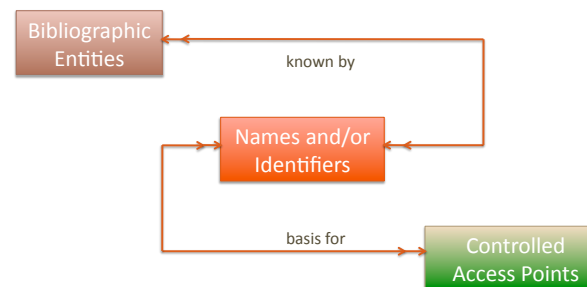 Bibliographic
Entities
known by
Names and/or
Identifiers
basis for
Controlled
Access Points